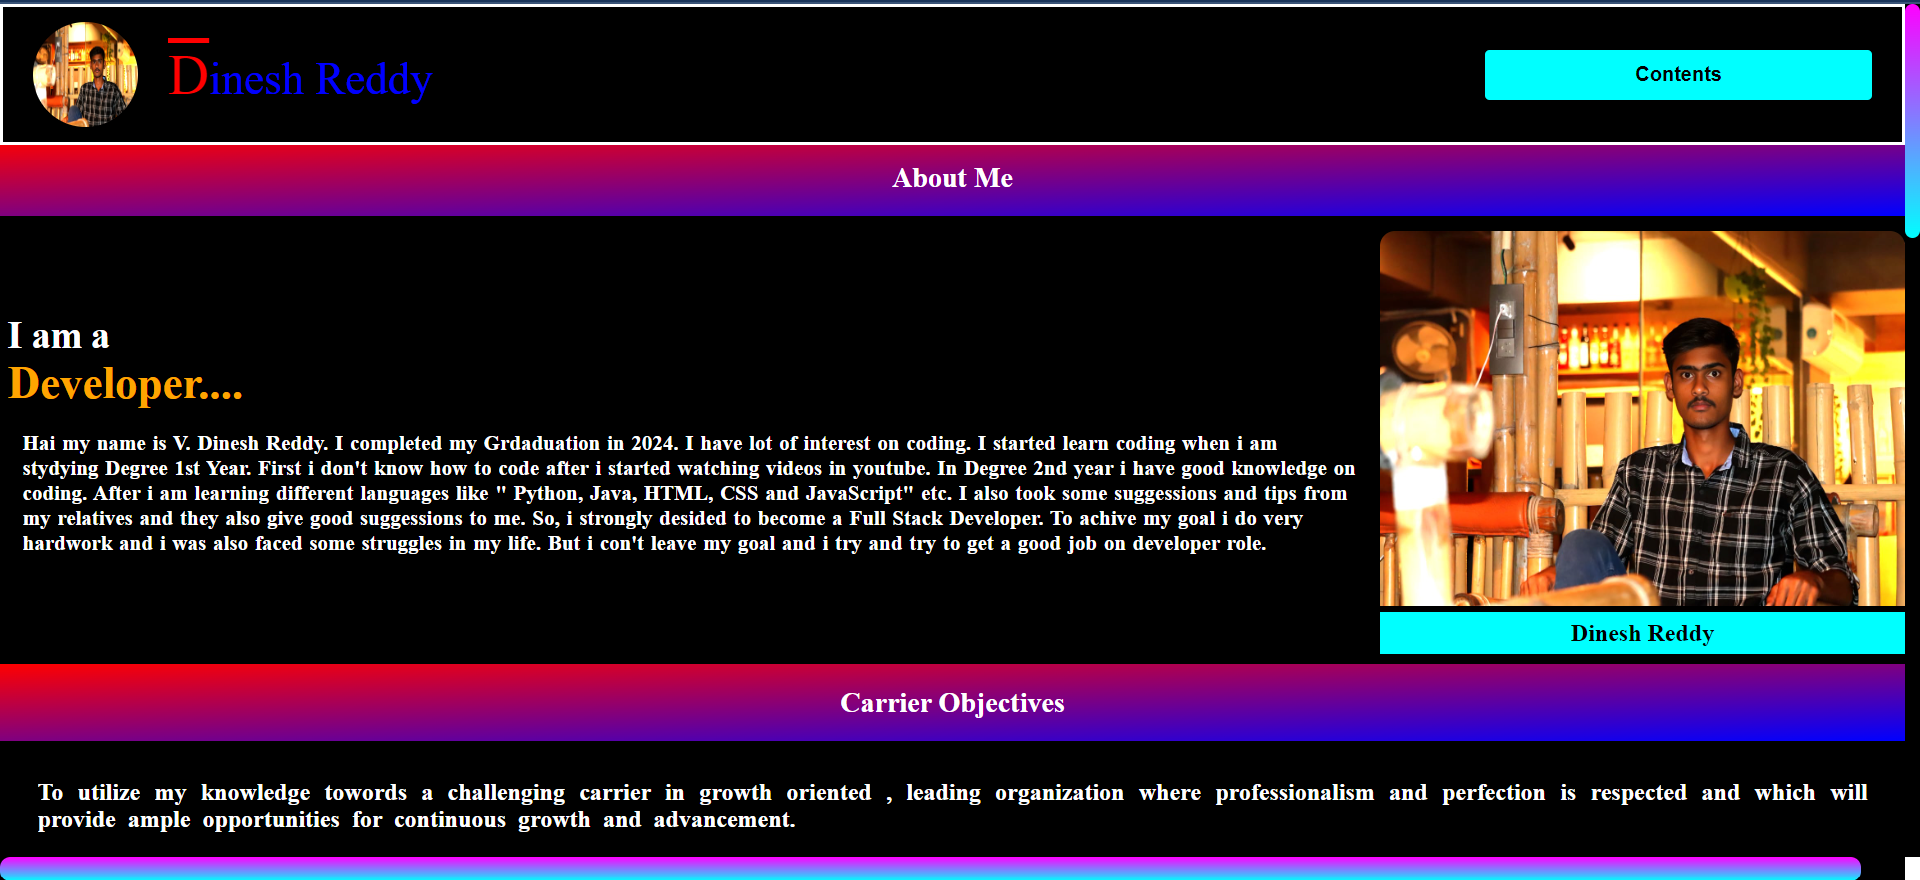 Dinesh Reddy
Contents
About Me
I am a
Developer....
Hai my name is V. Dinesh Reddy. I completed my Grdaduation in 2024. I have lot of interest on coding. I started learn coding when i am
stydying Degree 1st Year. First i don't know how to code after i started watching videos in youtube. In Degree 2nd year i have good knowledge on
coding. After i am learning different languages like " Python, Java, HTML, CSS and JavaScript" etc. I also took some suggessions and tips from
my relatives and they also give good suggessions to me. So, i strongly desided to become a Full Stack Developer. To achive my goal i do very
hardwork and i was also faced some struggles in my life. But i con't leave my goal and i try and try to get a good job on developer role.
Dinesh Reddy
Carrier Objectives
To utilize my knowledge towords a challenging carrier in growth oriented , leading organization where professionalism and perfection is respected and which will
provide ample opportunities for continuous growth and advancement.